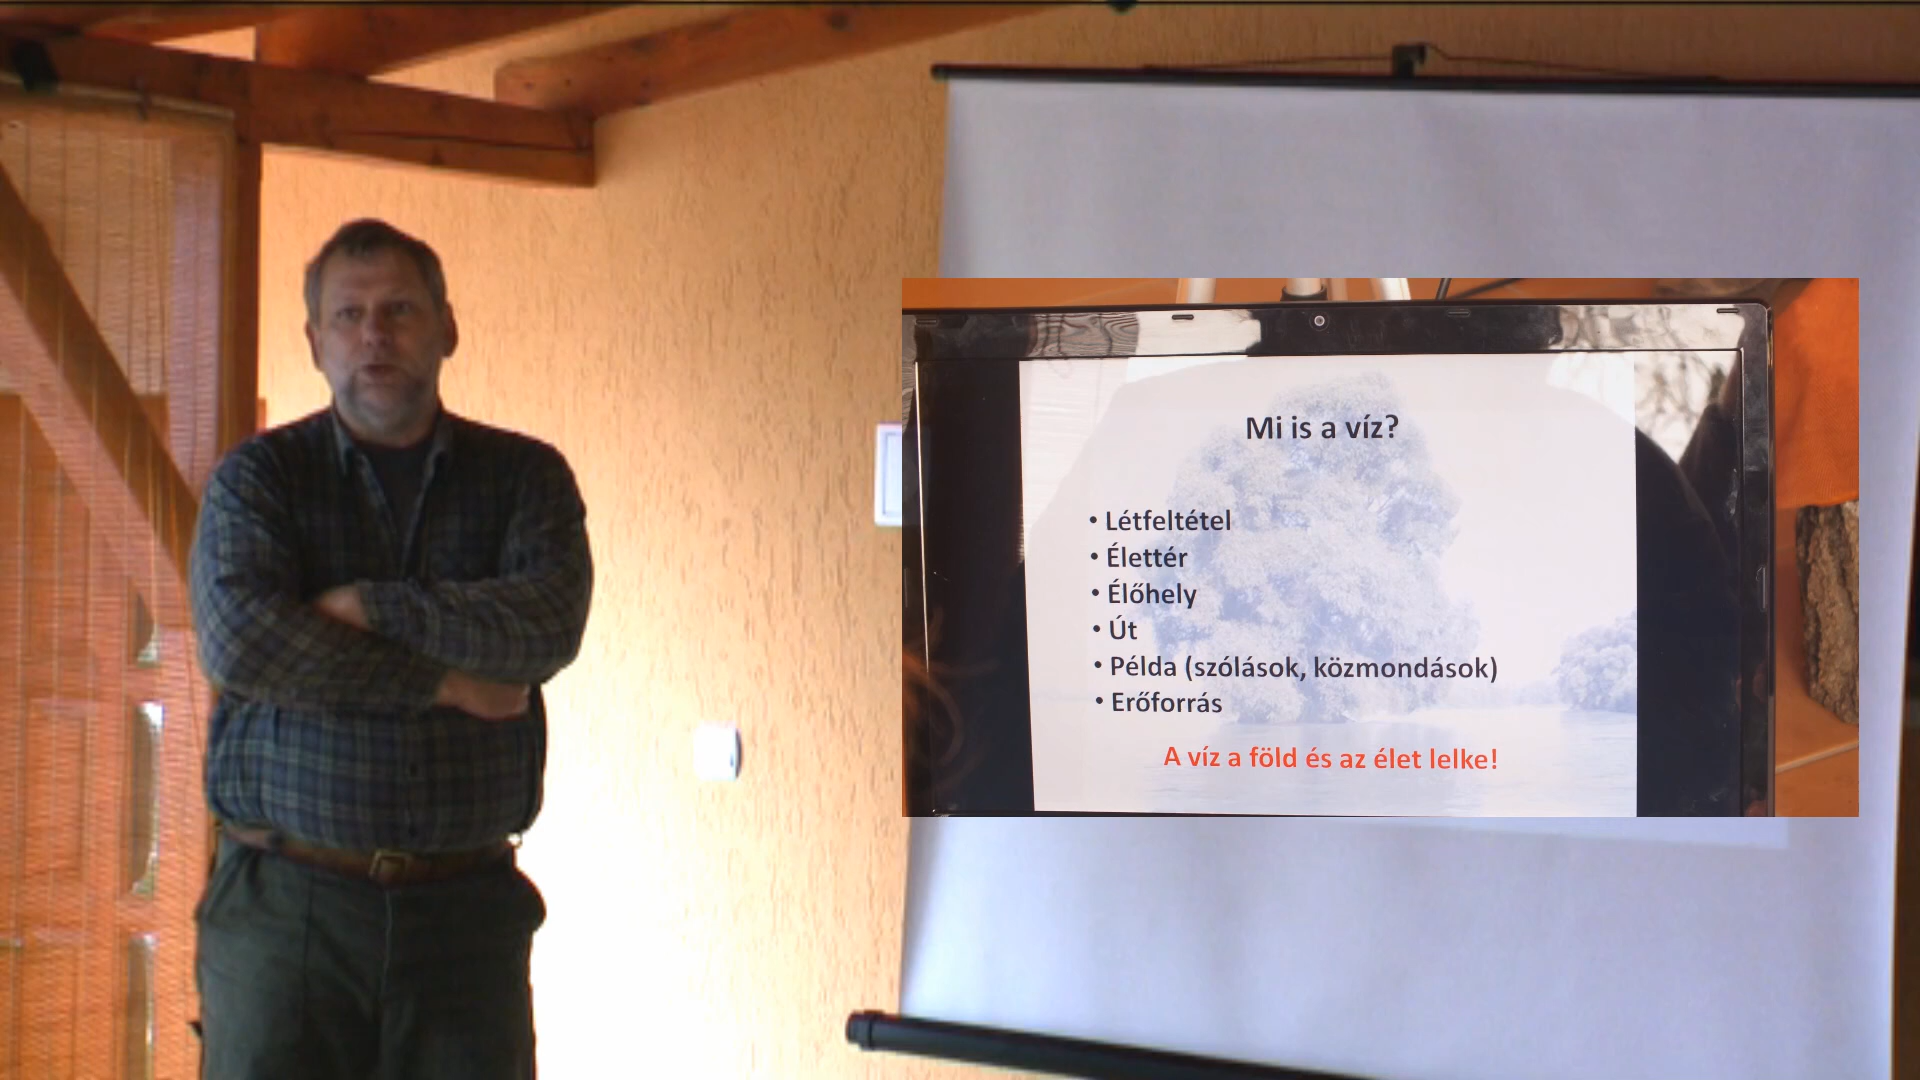 Mi is a víz?
• Létfeltétel
• Élettér
• Élőhely
• Út
• Példa (szólások, közmondások)
• Erőforrás
A víz a föld és az élet lelke!